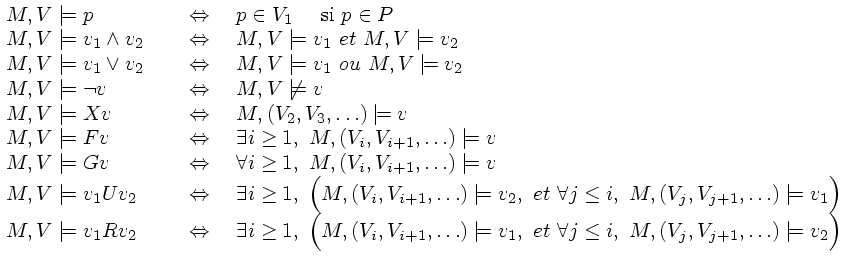 M, V ⊨ p ⇔ p ∈ V₁ si p ∈ P
M, V ⊨ v₁ ∧ v₂ ⇔ M, V ⊨ v₁ et M, V ⊨ v₂
M, V ⊨ v₁ ∨ v₂ ⇔ M, V ⊨ v₁ ou M, V ⊨ v₂
M, V ⊨ ¬v ⇔ M, V ⊭ v
M, V ⊨ Xv ⇔ M, (V₂, V₃, …) ⊨ v
M, V ⊨ Fv ⇔ ∃i ≥ 1, M, (Vᵢ, Vᵢ₊₁, …) ⊨ v
M, V ⊨ Gv ⇔ ∀i ≥ 1, M, (Vᵢ, Vᵢ₊₁, …) ⊨ v
M, V ⊨ v₁Uv₂ ⇔ ∃i ≥ 1, (M, (Vᵢ, Vᵢ₊₁, …) ⊨ v₂, et ∀j ≤ i, M, (Vⱼ, Vⱼ₊₁, …) ⊨ v₁)
M, V ⊨ v₁Rv₂ ⇔ ∃i ≥ 1, (M, (Vᵢ, Vᵢ₊₁, …) ⊨ v₁, et ∀j ≤ i, M, (Vⱼ, Vⱼ₊₁, …) ⊨ v₂)